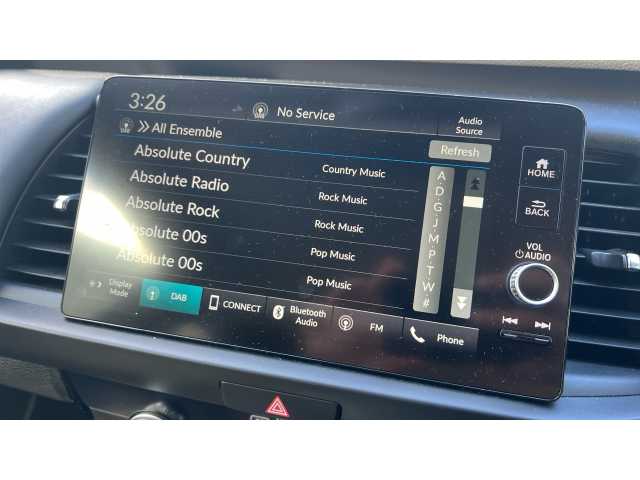 3:26
No Service
Audio Source
All Ensemble
Refresh
Absolute Country
Country Music
Absolute Radio
Rock Music
Absolute Rock
Rock Music
Absolute 00s
Pop Music
Absolute 00s
Pop Music
A
D
G
J
M
P
T
W
#
HOME
BACK
VOL
AUDIO
Display Mode
DAB
CONNECT
Bluetooth Audio
FM
Phone